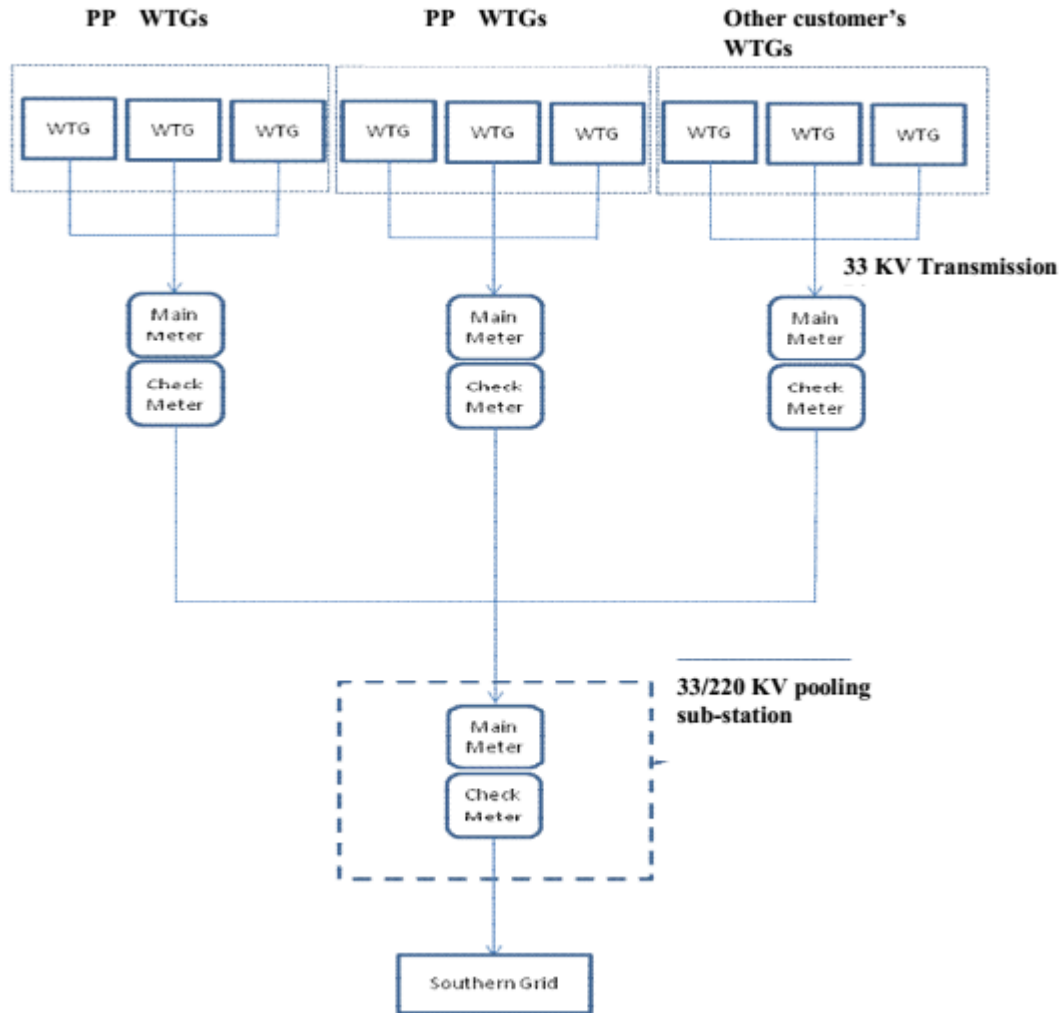 PP WTGs
PP WTGs
Other customer's
WTGs
WTG
WTG
WTG
WTG
WTG
WTG
WTG
WTG
WTG
33 KV Transmission
Main
Meter
Check
Meter
Main
Meter
Check
Meter
Main
Meter
Check
Meter
33/220 KV pooling
sub-station
Main
Meter
Check
Meter
Southern Grid